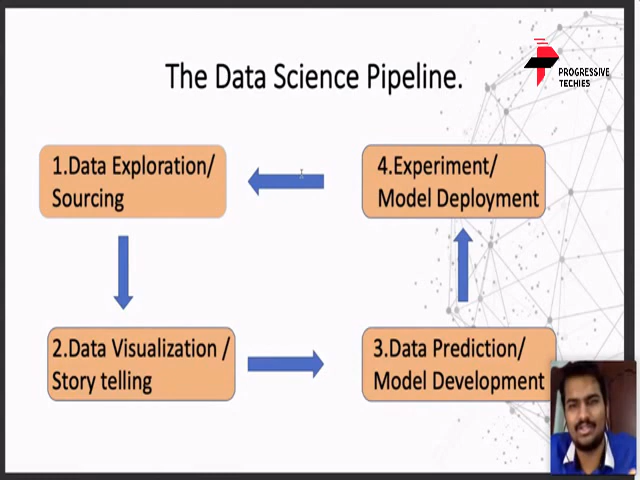 The Data Science Pipeline.
PROGRESSIVE
TECHIES
1.Data Exploration/
Sourcing
4.Experiment/
Model Deployment
2.Data Visualization /
Story telling
3.Data Prediction/
Model Development